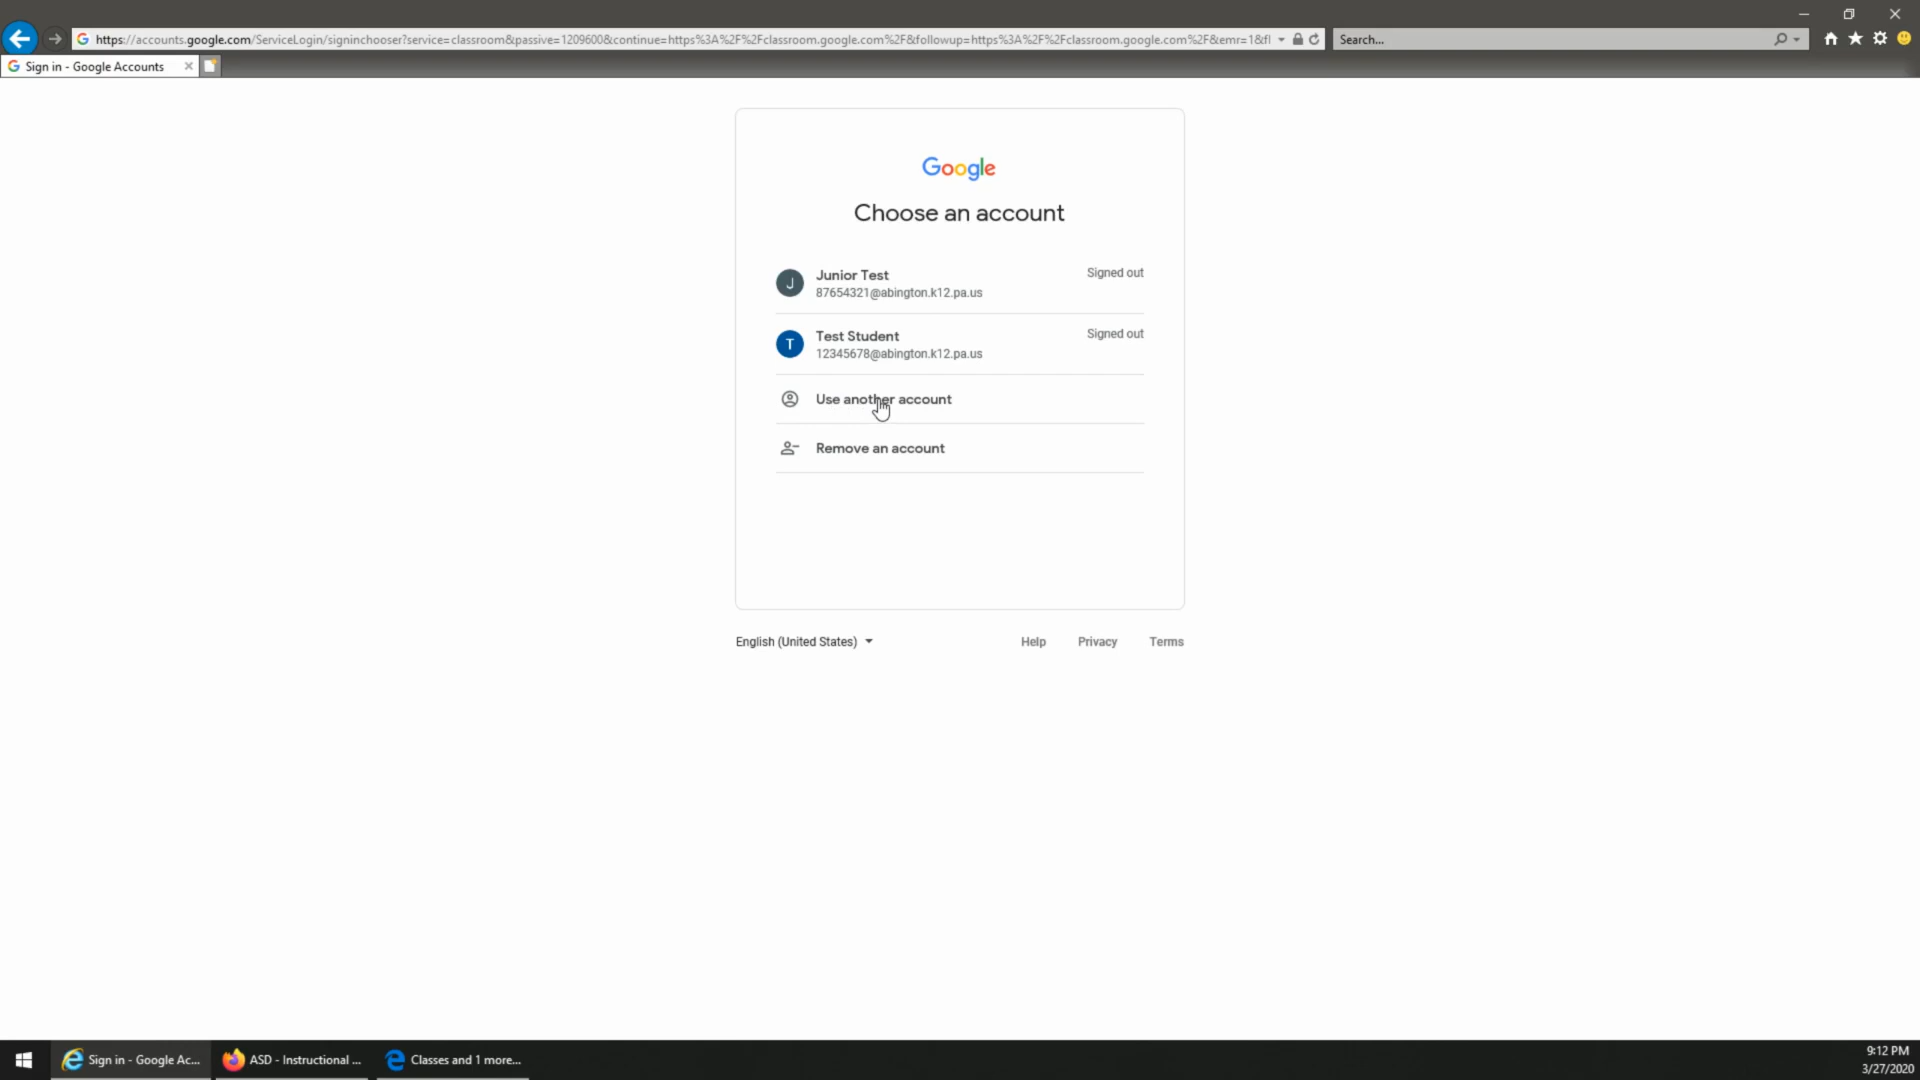 https://accounts.google.com/ServiceLogin/signinchooser?service=classroom&passive=1209600&continue=https%3A%2F%2Fclassroom.google.com%2F&followup=https%3A%2F%2Fclassroom.google.com%2F&emr=1&fl
Search...
Sign in - Google Accounts
Google
Choose an account
J
Junior Test
Signed out
87654321@abington.k12.pa.us
T
Test Student
Signed out
12345678@abington.k12.pa.us
Use another account
Remove an account
English (United States)
Help
Privacy
Terms
Sign in - Google Ac...
ASD - Instructional ...
Classes and 1 more...
9:12 PM
3/27/2020